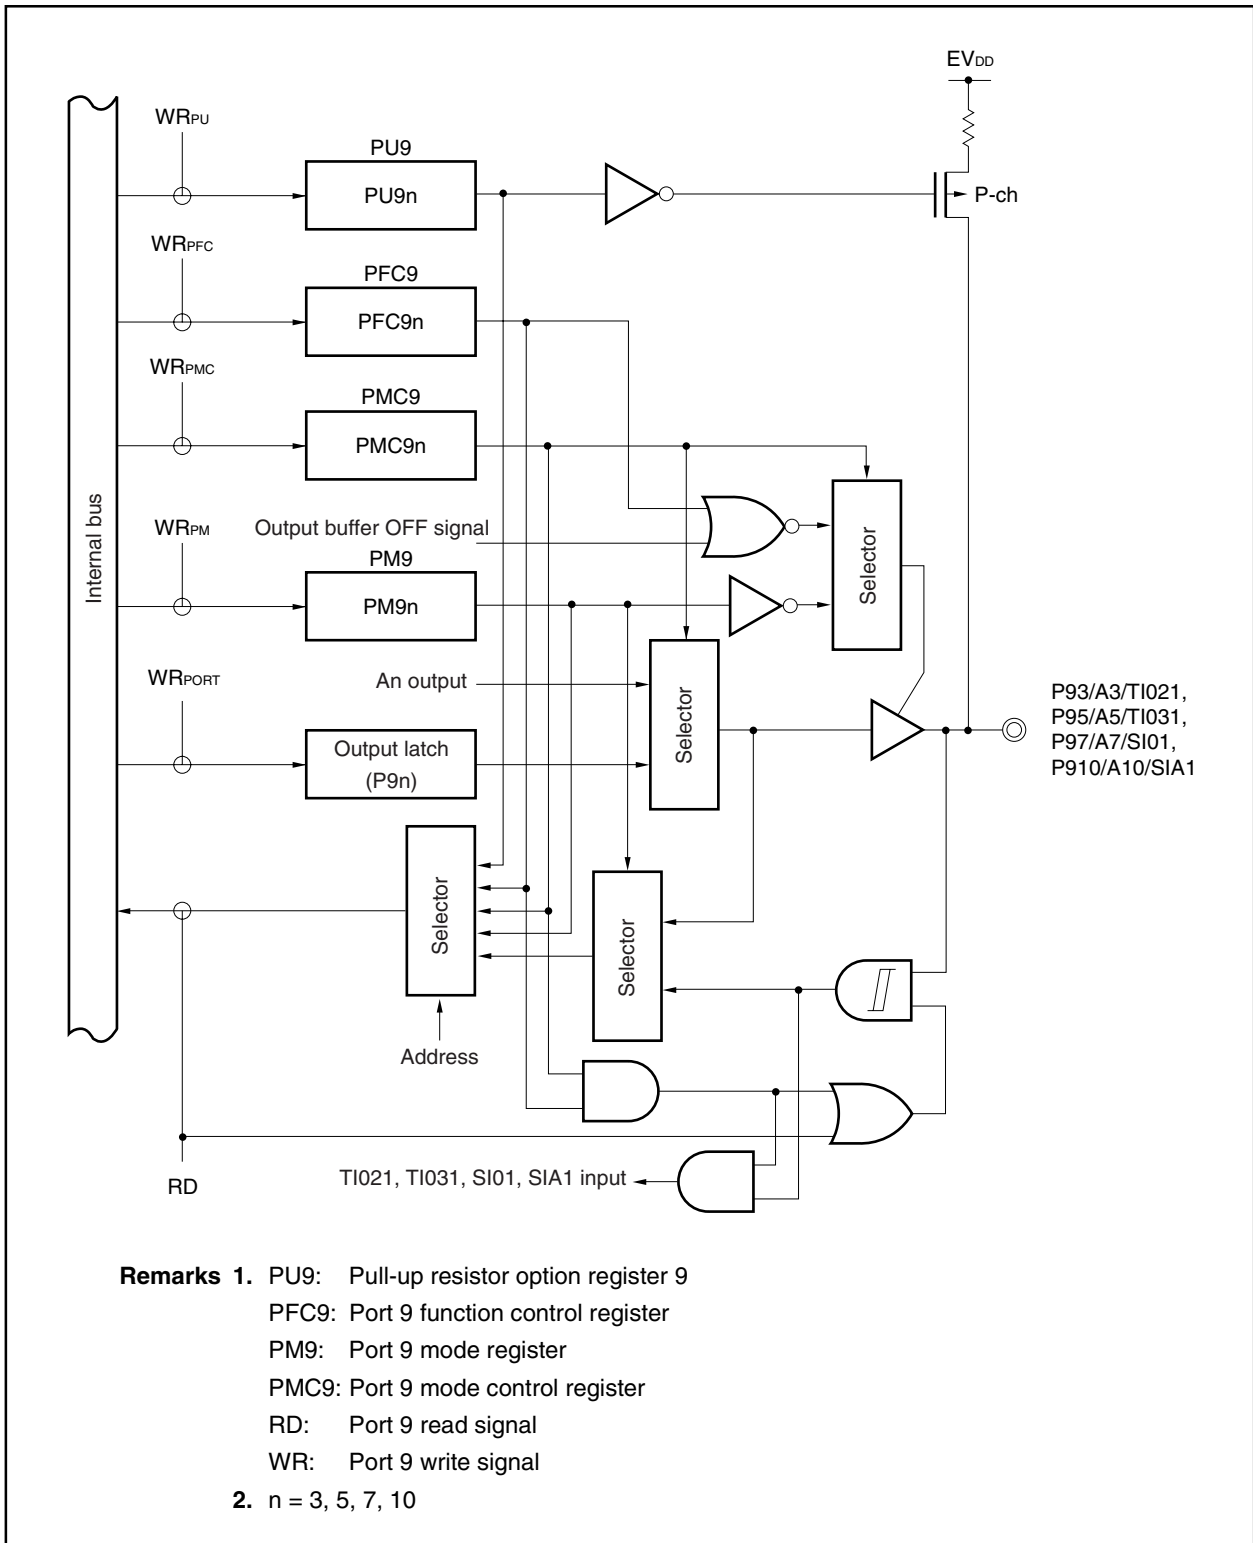 EVDD
WRPU
PU9
PU9n
P-ch
WRPFC
PFC9
PFC9n
WRPMC
PMC9
PMC9n
Internal bus
WRPM
Output buffer OFF signal
PM9
PM9n
Selector
WRPORT
An output
Output latch
(P9n)
Selector
P93/A3/TI021,
P95/A5/TI031,
P97/A7/SI01,
P910/A10/SIA1
Selector
Selector
Address
RD
TI021, TI031, SI01, SIA1 input
Remarks 1. PU9: Pull-up resistor option register 9
PFC9: Port 9 function control register
PM9: Port 9 mode register
PMC9: Port 9 mode control register
RD: Port 9 read signal
WR: Port 9 write signal
2. n = 3, 5, 7, 10